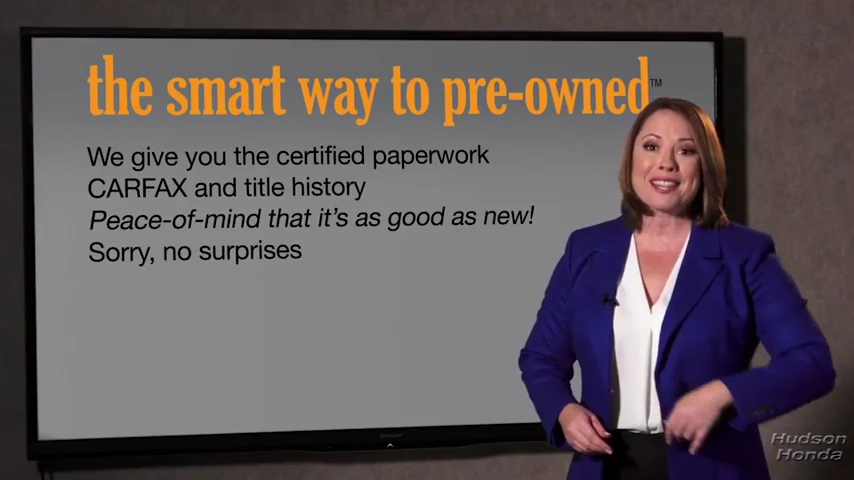 the smart way to pre-owned™
We give you the certified paperwork
CARFAX and title history
Peace-of-mind that it's as good as new!
Sorry, no surprises
Hudson
Honda